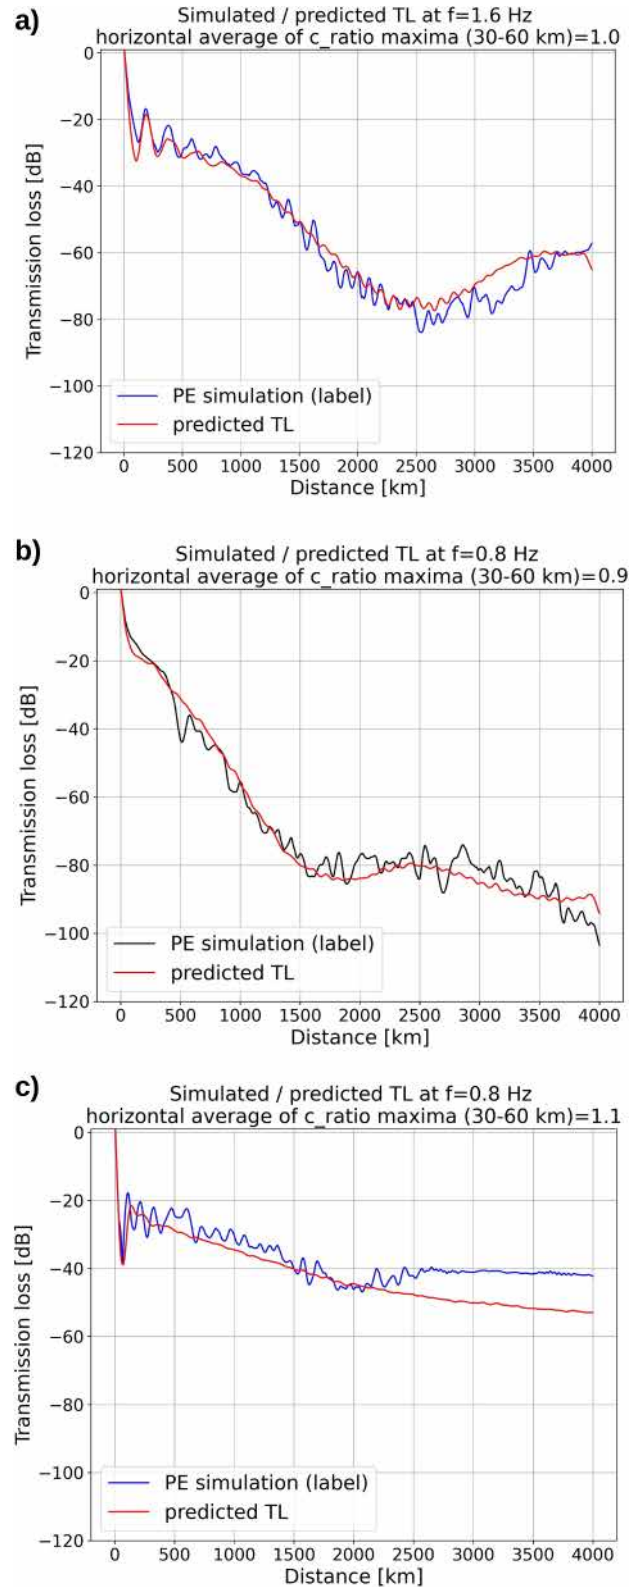 a)
Simulated / predicted TL at f=1.6 Hz
horizontal average of c_ratio maxima (30-60 km)=1.0
0
−20
−40
−60
−80
−100
−120
Transmission loss [dB]
PE simulation (label)
predicted TL
0 500 1000 1500 2000 2500 3000 3500 4000
Distance [km]
b)
Simulated / predicted TL at f=0.8 Hz
horizontal average of c_ratio maxima (30-60 km)=0.9
0
−20
−40
−60
−80
−100
−120
Transmission loss [dB]
PE simulation (label)
predicted TL
0 500 1000 1500 2000 2500 3000 3500 4000
Distance [km]
c)
Simulated / predicted TL at f=0.8 Hz
horizontal average of c_ratio maxima (30-60 km)=1.1
0
−20
−40
−60
−80
−100
−120
Transmission loss [dB]
PE simulation (label)
predicted TL
0 500 1000 1500 2000 2500 3000 3500 4000
Distance [km]